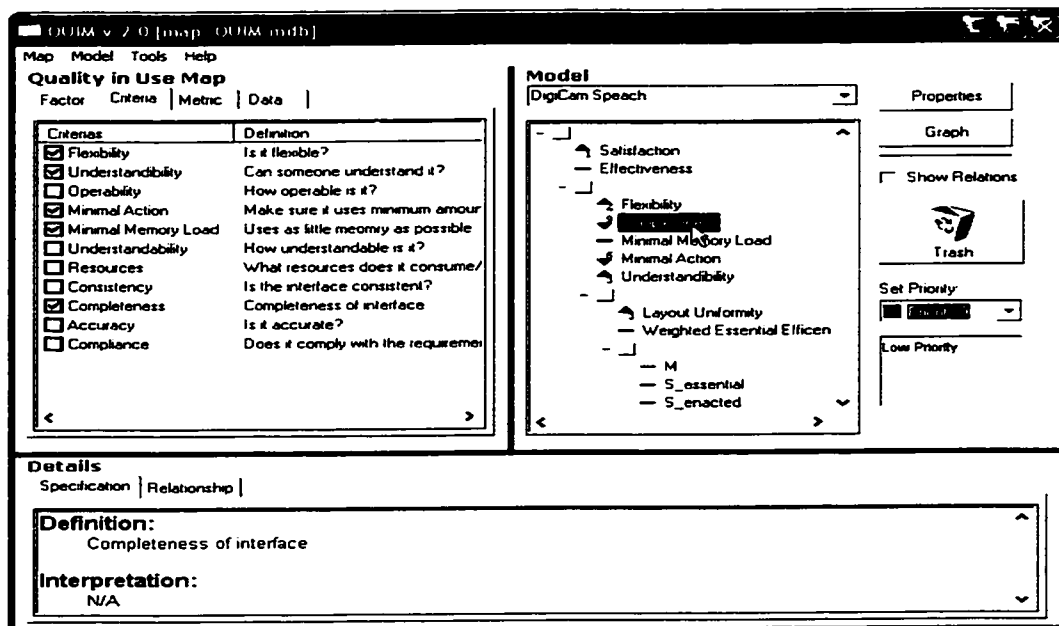 QUIM v 2.0 [map QUIM mdb]
Map Model Tools Help
Quality in Use Map
Factor Criteria Metric Data
Criterias Definition
Flexibility Is it flexible?
Understandibility Can someone understand it?
Operability How operable is it?
Minimal Action Make sure it uses minimum amour
Minimal Memory Load Uses as little meomry as possible
Understandability How understandable is it?
Resources What resources does it consume/
Consistency Is the interface consistent?
Completeness Completeness of interface
Accuracy Is it accurate?
Compliance Does it comply with the requiremer
Model
DigiCam Speach
Satisfaction
Effectiveness
Flexibility
Minimal Memory Load
Minimal Action
Understandibility
Layout Uniformity
Weighted Essential Efficen
M
S_essential
S_enacted
Properties
Graph
Show Relations
Trash
Set Priority:
Low Priority
Details
Specification Relationship
Definition:
Completeness of interface
Interpretation:
N/A